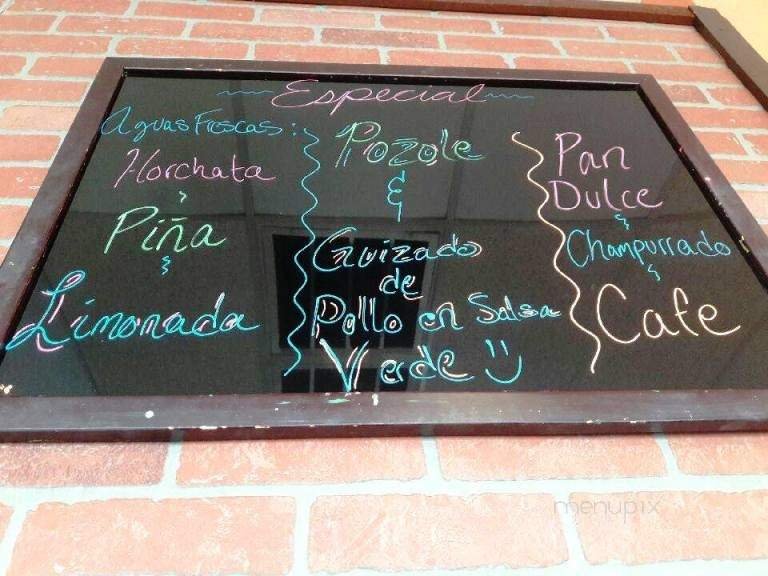 Especial
Aguas Frescas:
Horchata
,
Piña
&
Limonada
Pozole
&
Guizado
de
Pollo en Salsa
Verde :)
Pan
Dulce
&
Champurrado
&
Cafe
menupix